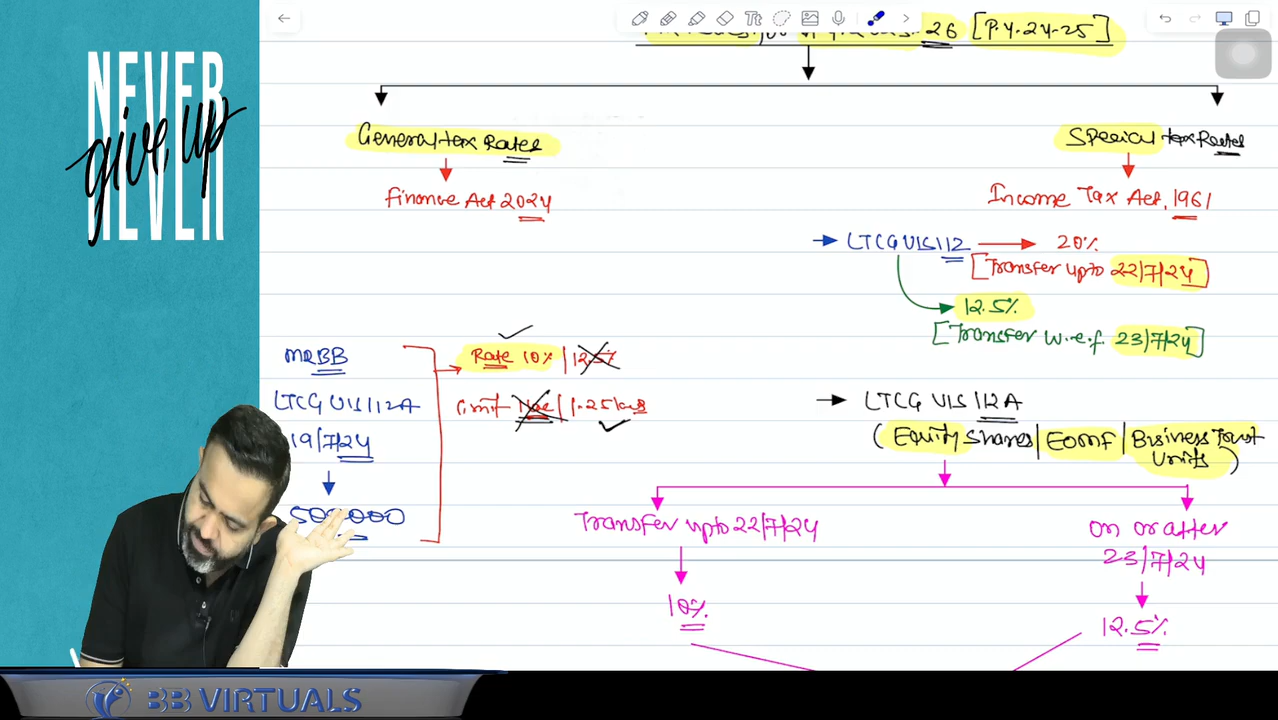 NEVER
give up
NEVER
26 [P.Y.24-25]
General tax Rates
Special tax Rates
Finance Act 2024
Income Tax Act, 1961
LTCG U/S 112 → 20%
[Transfer upto 22/7/24]
12.5%
[Transfer w.e.f. 23/7/24]
MR BB
Rate 10% | 12.5%
LTCG U/S 112A
Limit | 1.25 lacs
19/7/24
500000
→ LTCG U/S 112A
(Equity Shares | EOMF | Business Trust
Units)
Transfer upto 22/7/24
On or after
23/7/24
10%
12.5%
BB VIRTUALS